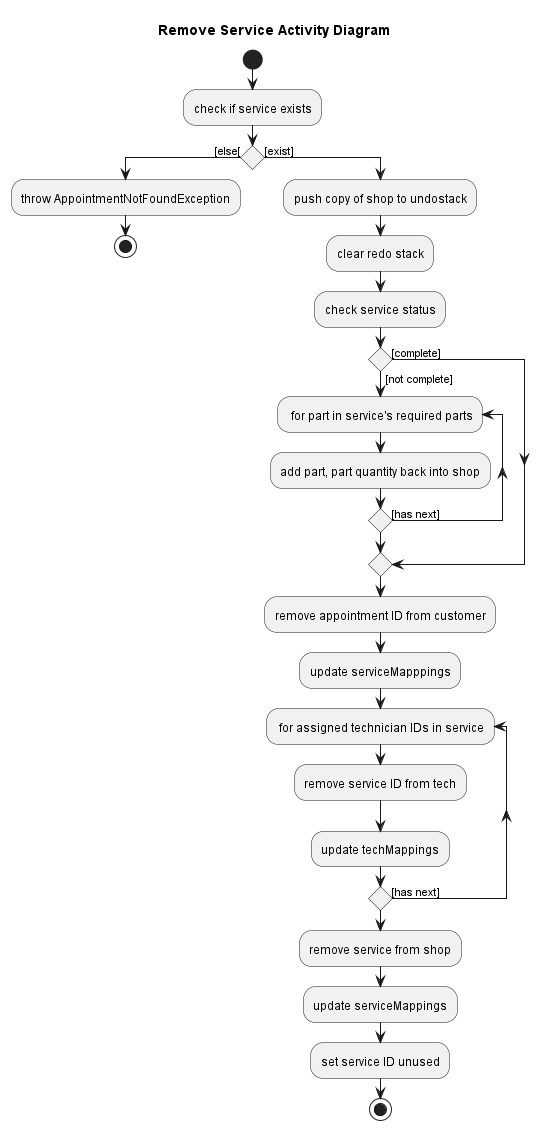 Remove Service Activity Diagram
check if service exists
[else[
[exist]
throw AppointmentNotFoundException
push copy of shop to undostack
clear redo stack
check service status
[complete]
[not complete]
for part in service's required parts
add part, part quantity back into shop
[has next]
remove appointment ID from customer
update serviceMapppings
for assigned technician IDs in service
remove service ID from tech
update techMappings
[has next]
remove service from shop
update serviceMappings
set service ID unused